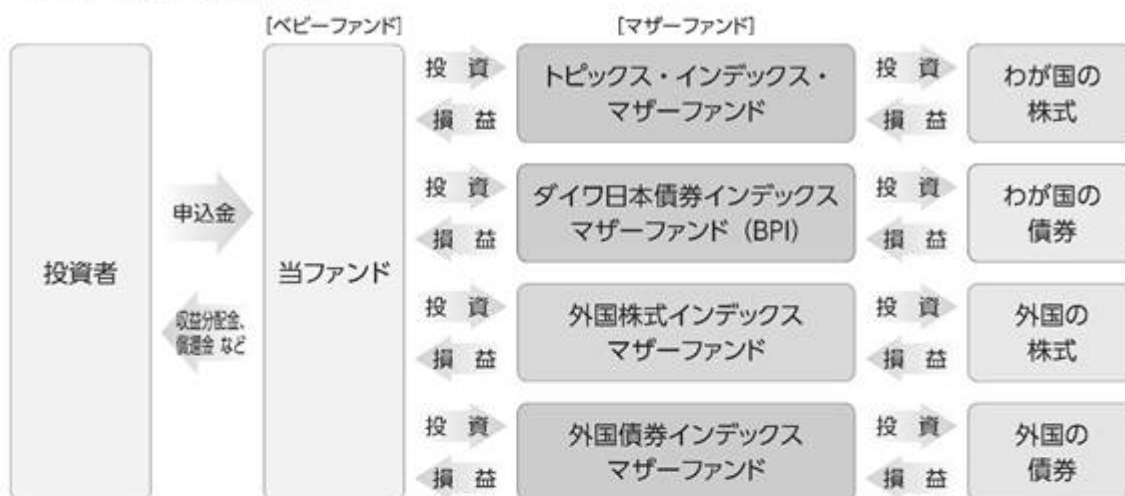 [ベビーファンド]
[マザーファンド]
投資者
申込金
収益分配金、
償還金 など
当ファンド
投 資
損 益
トピックス・インデックス・
マザーファンド
投 資
損 益
わが国の
株式
投 資
損 益
ダイワ日本債券インデックス
マザーファンド(BPI)
投 資
損 益
わが国の
債券
投 資
損 益
外国株式インデックス
マザーファンド
投 資
損 益
外国の
株式
投 資
損 益
外国債券インデックス
マザーファンド
投 資
損 益
外国の
債券